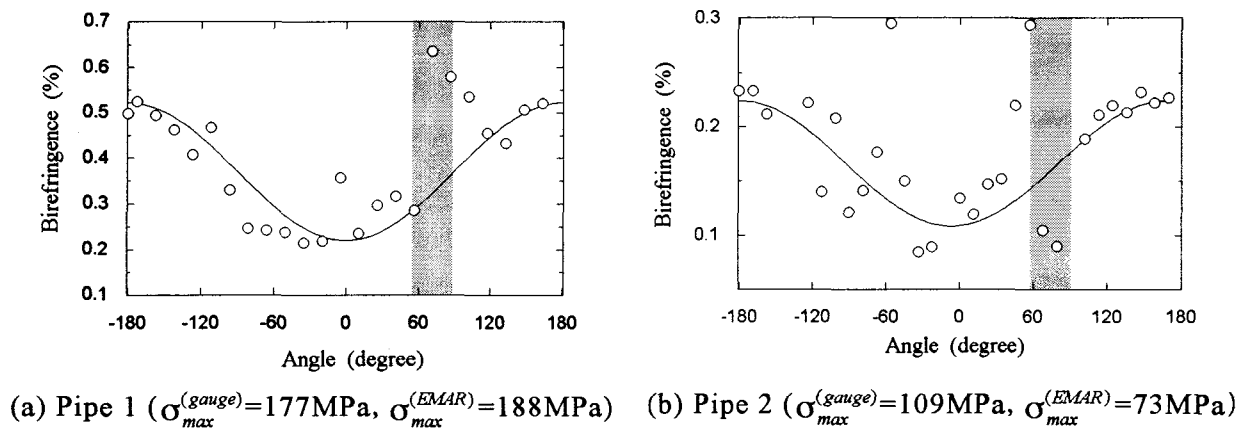 0.7
0.6
0.5
0.4
0.3
0.2
0.1
Birefringence (%)
-180 -120 -60 0 60 120 180
Angle (degree)
0.3
0.2
0.1
Birefringence (%)
-180 -120 -60 0 60 120 180
Angle (degree)
(a) Pipe 1 (σmax(gauge)=177MPa, σmax(EMAR)=188MPa)
(b) Pipe 2 (σmax(gauge)=109MPa, σmax(EMAR)=73MPa)